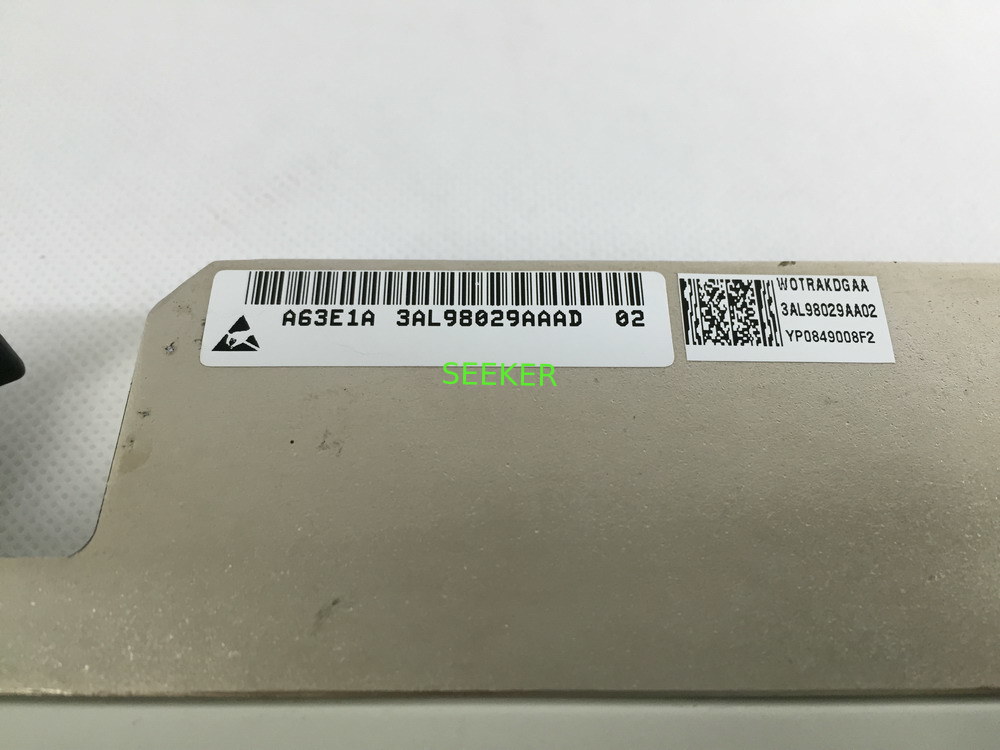 A63E1A 3AL98029AAAD 02
WOTRAKDGAA
3AL98029AA02
YP0849008F2
SEEKER